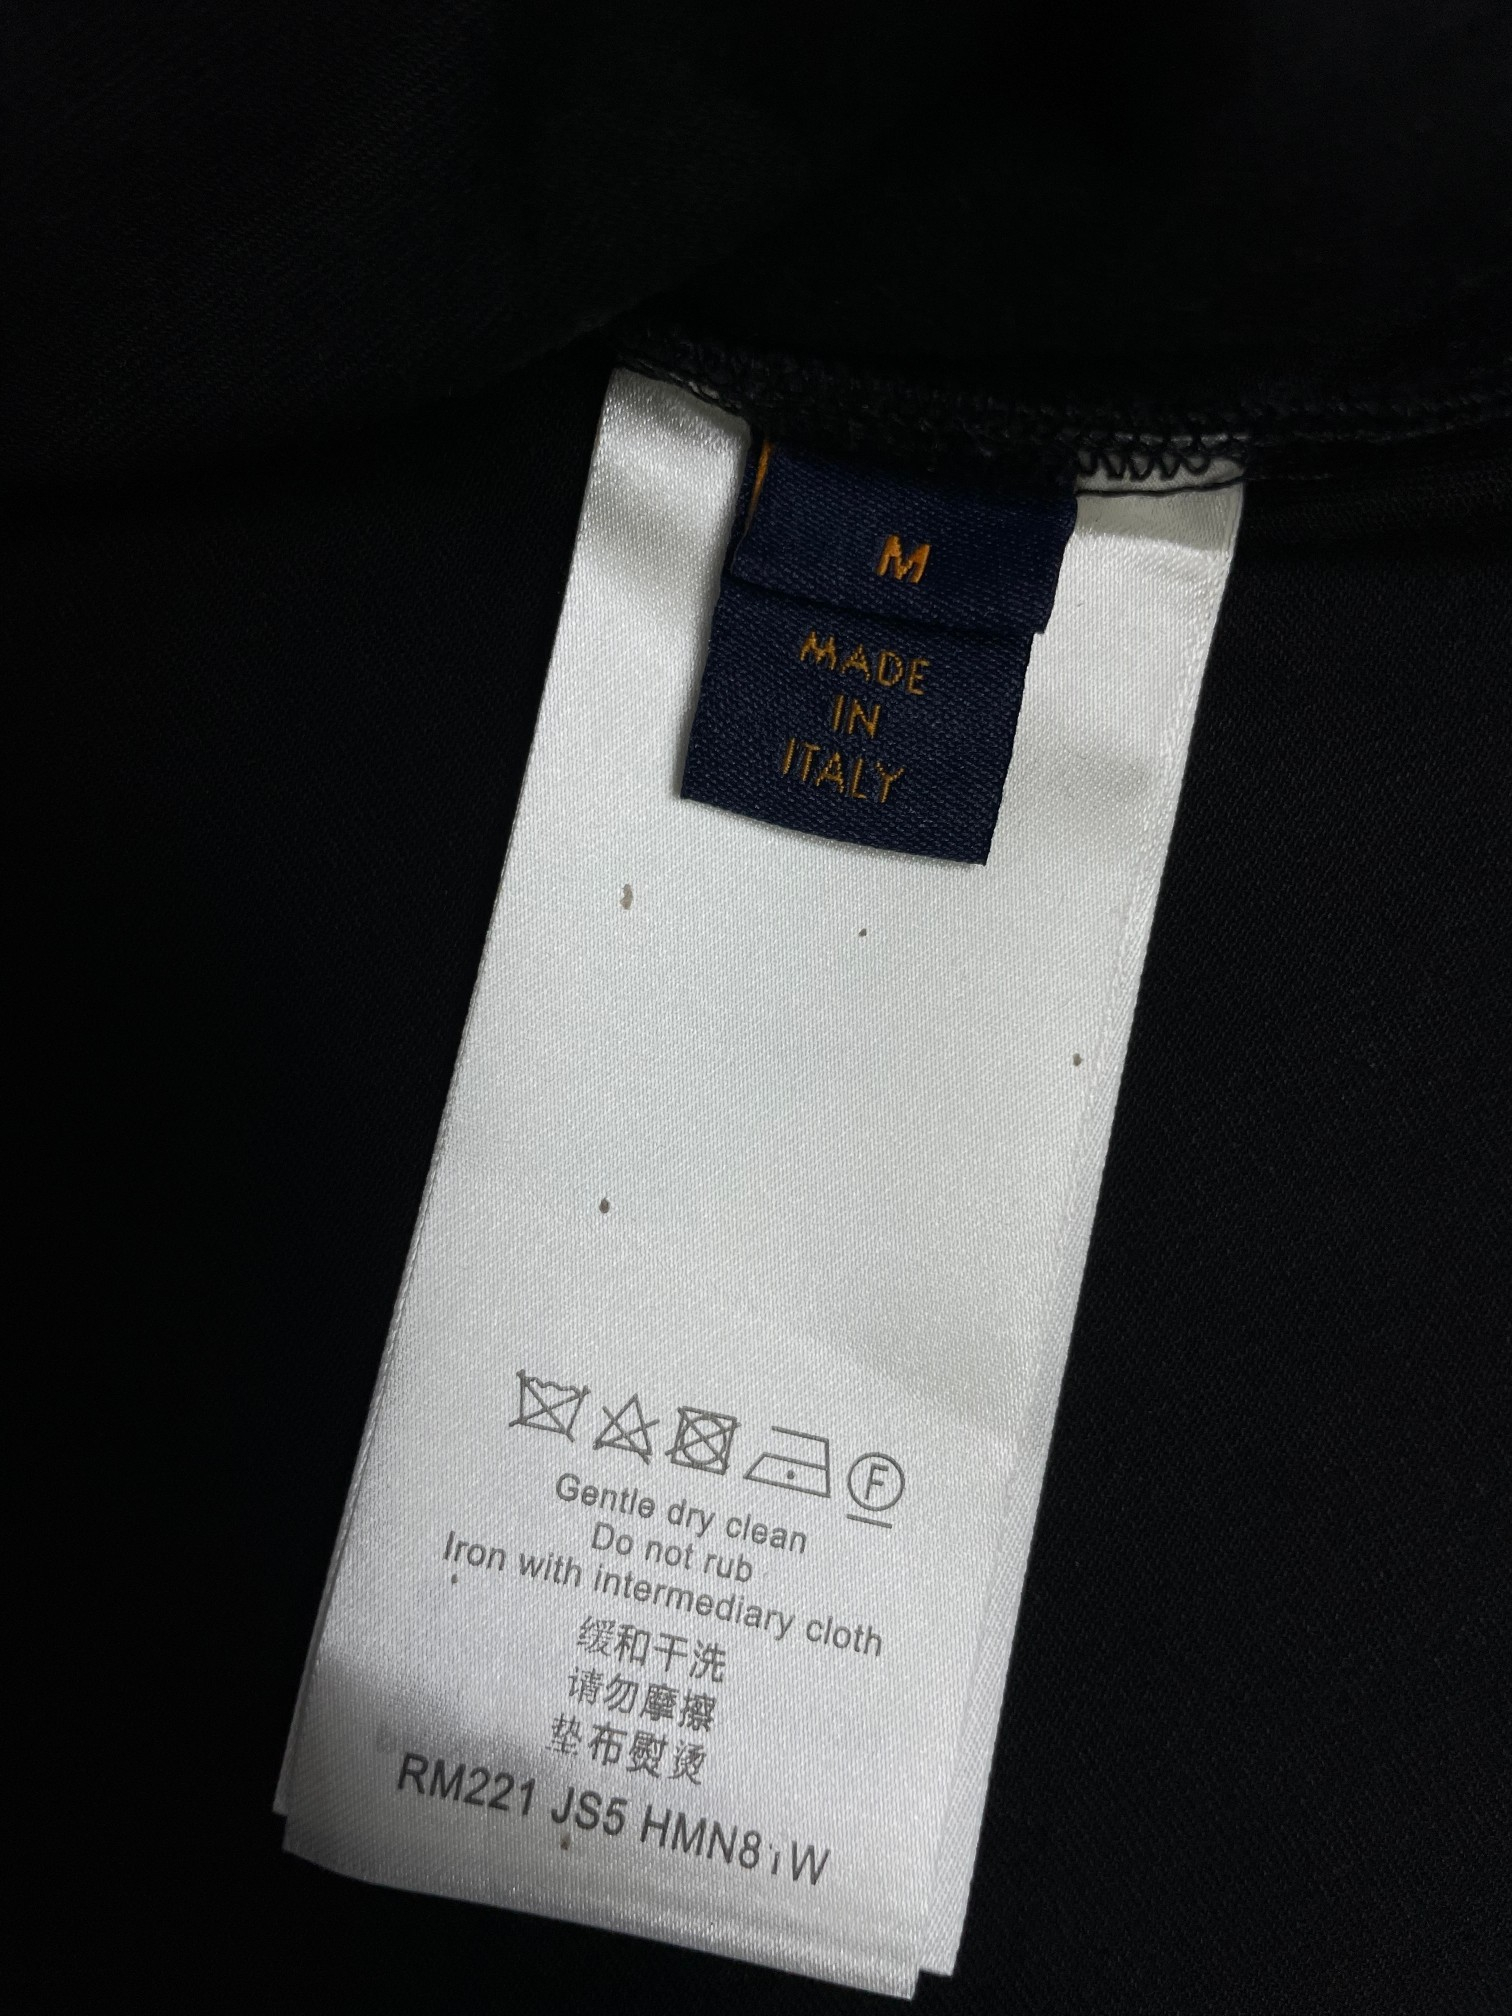 M
MADE
IN
ITALY
F
Gentle dry clean
Do not rub
Iron with intermediary cloth
缓和干洗
请勿摩擦
垫布熨烫
RM221 JS5